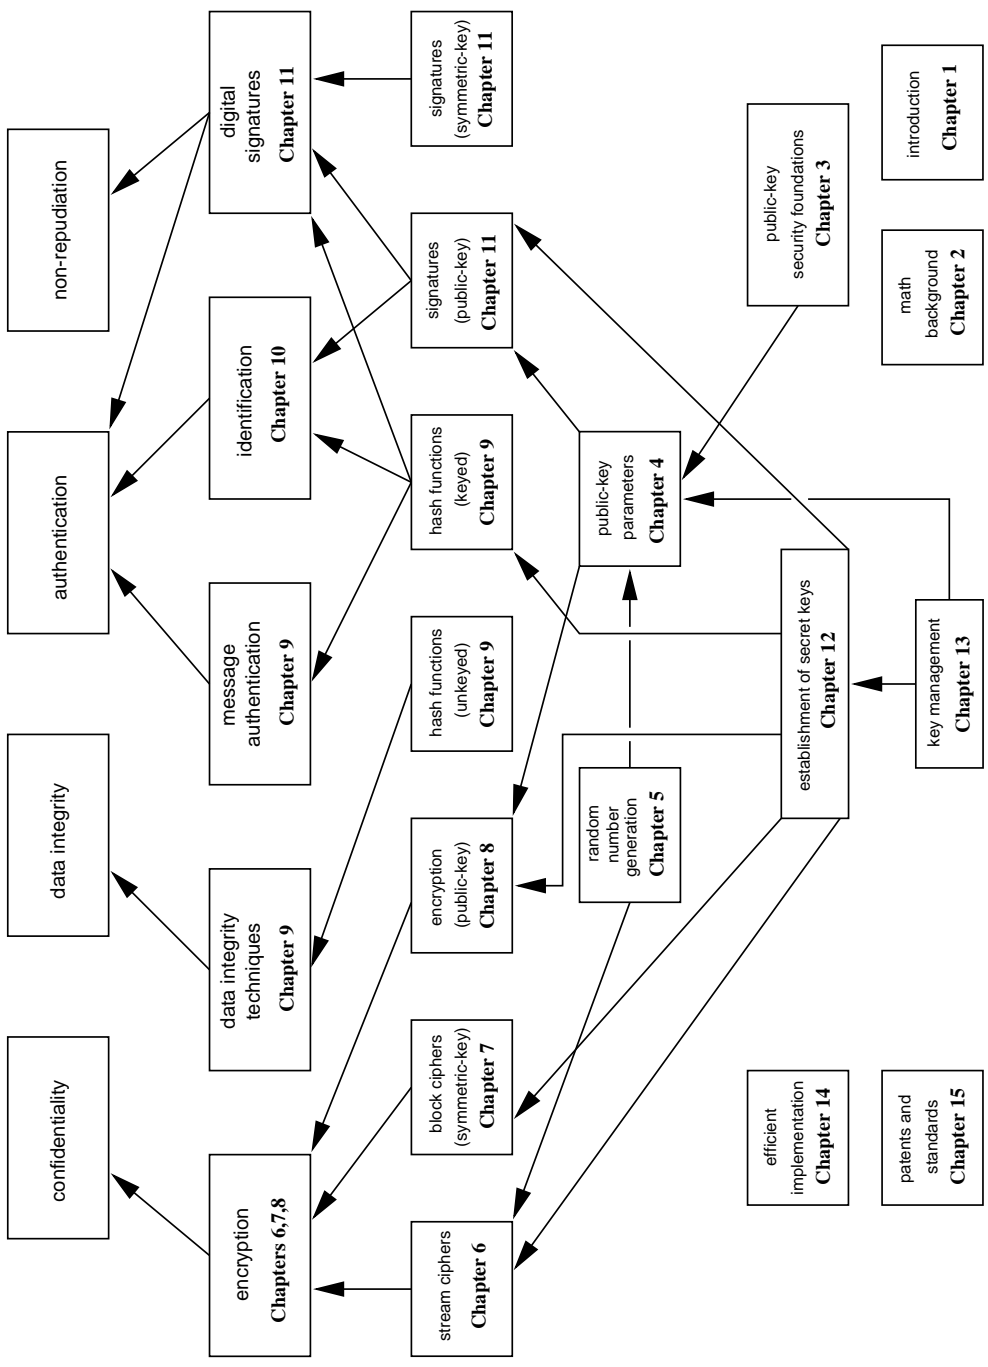 confidentiality
data integrity
authentication
non-repudiation
encryption
Chapters 6,7,8
data integrity
techniques
Chapter 9
message
authentication
Chapter 9
identification
Chapter 10
digital
signatures
Chapter 11
stream ciphers
Chapter 6
block ciphers
(symmetric-key)
Chapter 7
encryption
(public-key)
Chapter 8
hash functions
(unkeyed)
Chapter 9
hash functions
(keyed)
Chapter 9
signatures
(public-key)
Chapter 11
signatures
(symmetric-key)
Chapter 11
random
number
generation
Chapter 5
public-key
parameters
Chapter 4
efficient
implementation
Chapter 14
establishment of secret keys
Chapter 12
public-key
security foundations
Chapter 3
patents and
standards
Chapter 15
key management
Chapter 13
math
background
Chapter 2
introduction
Chapter 1